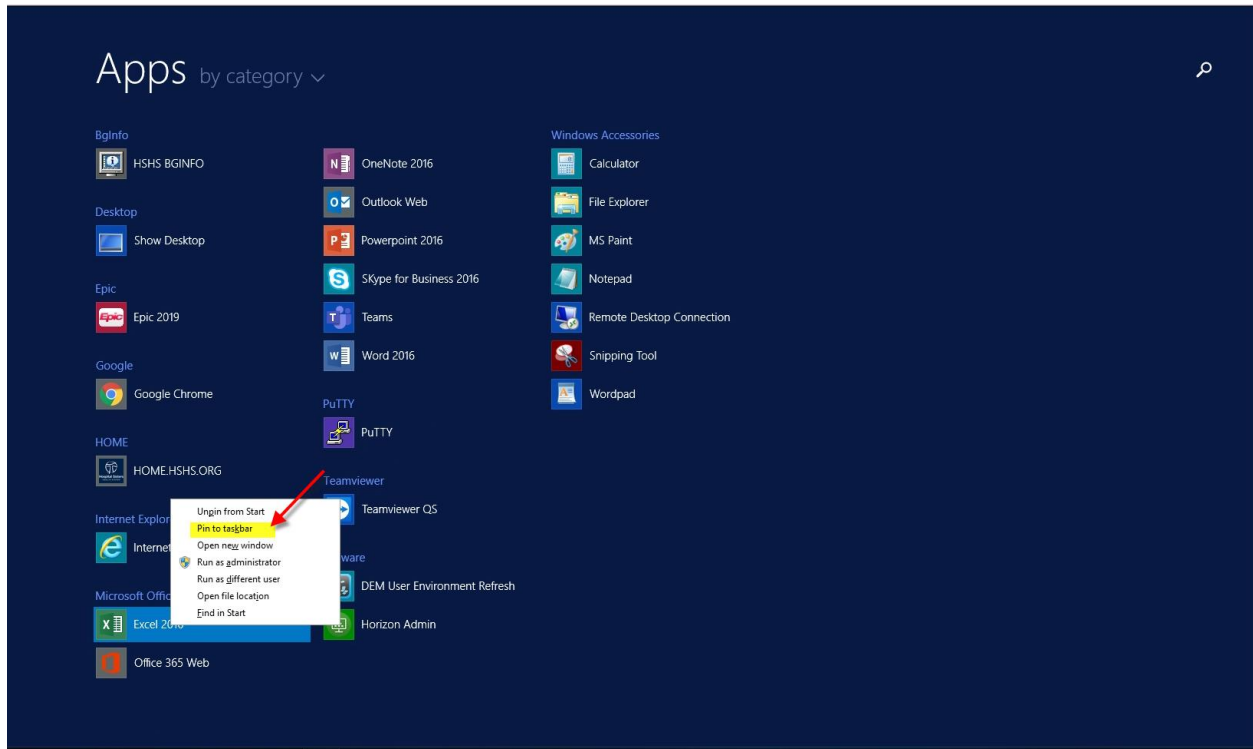 Apps by category
BgInfo
HSHS BGINFO
Desktop
Show Desktop
Epic
Epic
Epic 2019
Google
Google Chrome
HOME
HOME.HSHS.ORG
Internet Explor
Internet
Microsoft Offic
Excel 20
Office 365 Web
Unpin from Start
Pin to taskbar
Open new window
Run as administrator
Run as different user
Open file location
Find in Start
OneNote 2016
Outlook Web
Powerpoint 2016
SKype for Business 2016
Teams
Word 2016
PuTTY
PuTTY
Teamviewer
Teamviewer QS
ware
DEM User Environment Refresh
Horizon Admin
Windows Accessories
Calculator
File Explorer
MS Paint
Notepad
Remote Desktop Connection
Snipping Tool
Wordpad